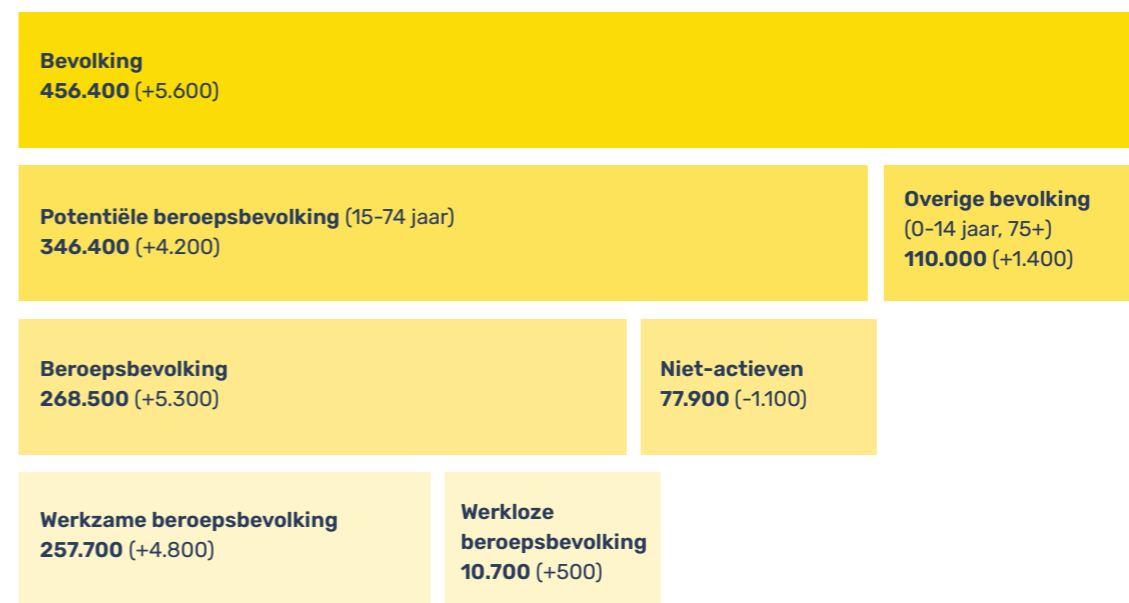 Bevolking
456.400 (+5.600)
Potentiële beroepsbevolking (15-74 jaar)
346.400 (+4.200)
Overige bevolking
(0-14 jaar, 75+)
110.000 (+1.400)
Beroepsbevolking
268.500 (+5.300)
Niet-actieven
77.900 (-1.100)
Werkzame beroepsbevolking
257.700 (+4.800)
Werkloze
beroepsbevolking
10.700 (+500)